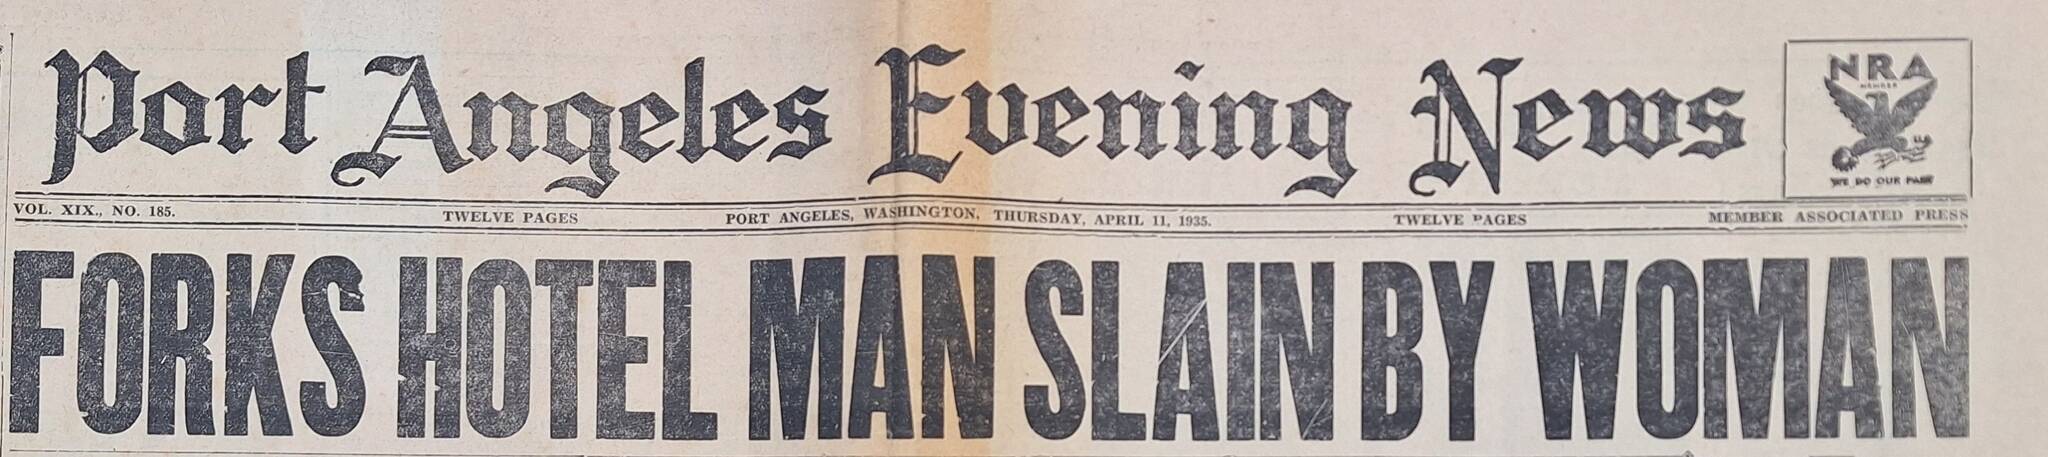 Port Angeles Evening News
NRA
MEMBER
WE DO OUR PART
VOL. XIX., NO. 185. TWELVE PAGES PORT ANGELES, WASHINGTON, THURSDAY, APRIL 11, 1935. TWELVE PAGES MEMBER ASSOCIATED PRESS
FORKS HOTEL MAN SLAIN BY WOMAN